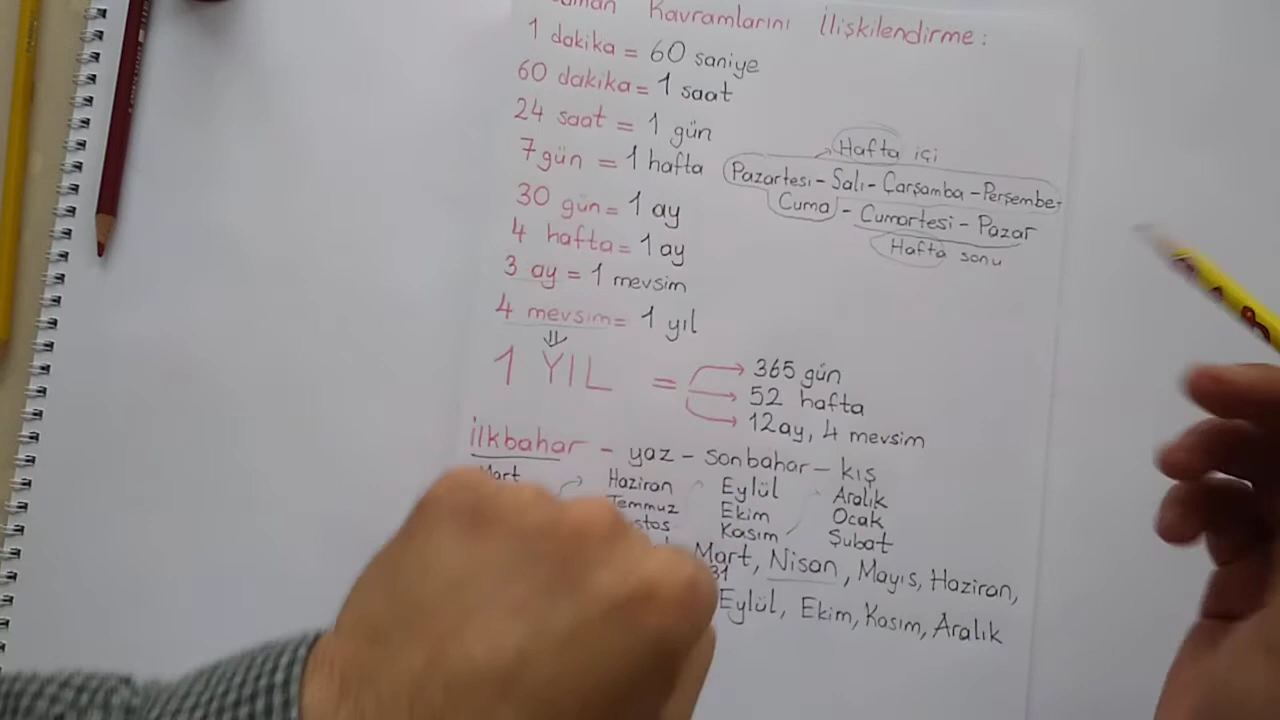 Kavramlarını İlişkilendirme:
1 dakika = 60 saniye
60 dakika = 1 saat
24 saat = 1 gün
7 gün = 1 hafta
30 gün = 1 ay
4 hafta = 1 ay
3 ay = 1 mevsim
4 mevsim = 1 yıl
Hafta içi
Pazartesi - Salı - Çarşamba - Perşembe -
Cuma - Cumartesi - Pazar
Hafta sonu
1 YIL = 365 gün
52 hafta
12 ay, 4 mevsim
İlkbahar - yaz - sonbahar - kış
Mart Haziran Eylül Aralık
Temmuz Ekim Ocak
Kasım Şubat
Mart, Nisan, Mayıs, Haziran,
31
Eylül, Ekim, Kasım, Aralık